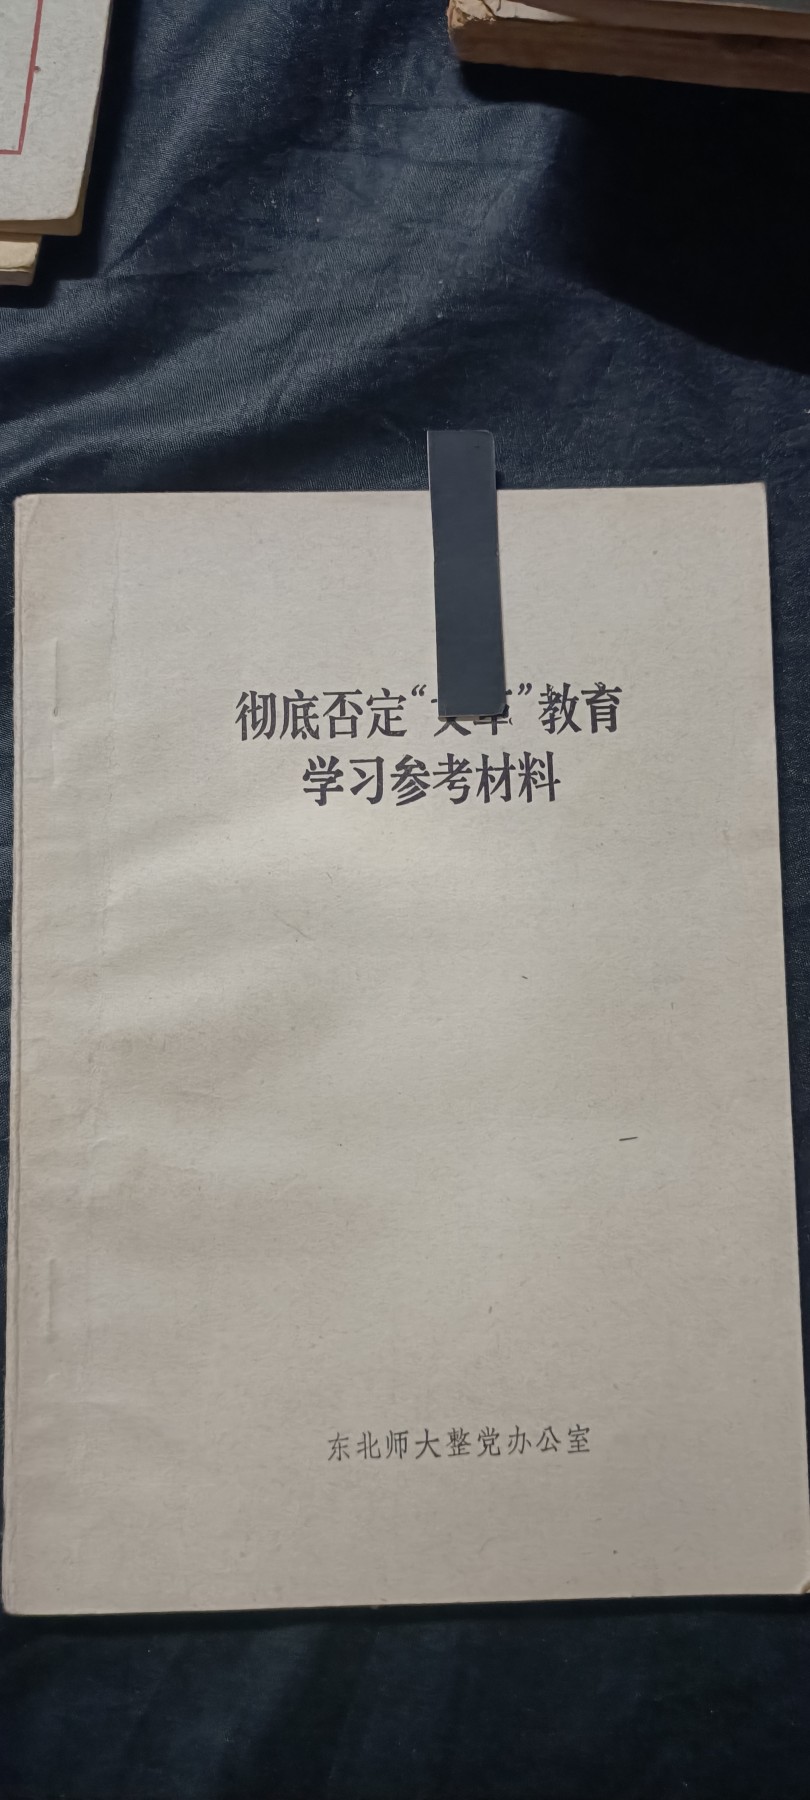 彻底否定“”教育
学习参考材料
东北师大整党办公室